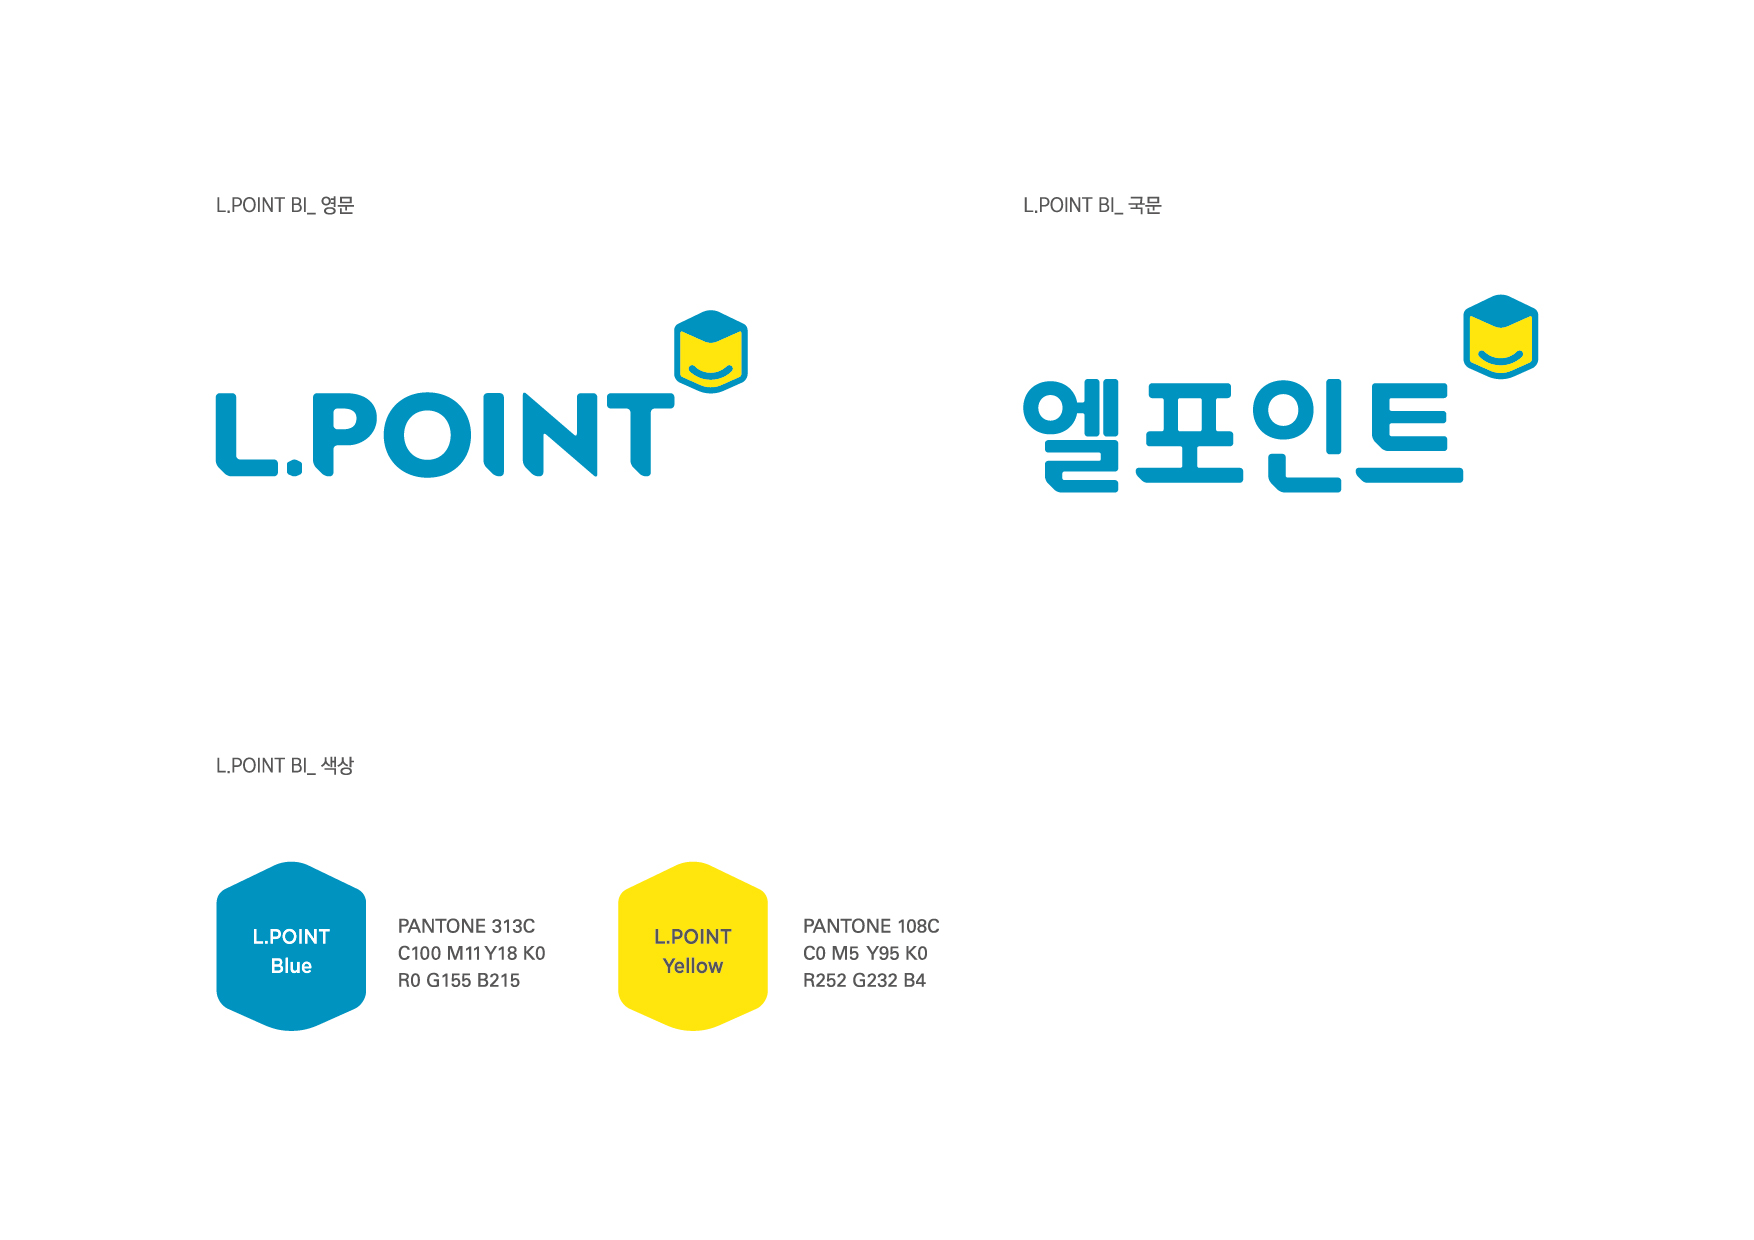 L.POINT BI_ 영문
L.POINT BI_ 국문
L.POINT
엘포인트
L.POINT BI_ 색상
L.POINT
Blue
PANTONE 313C
C100 M11 Y18 K0
R0 G155 B215
L.POINT
Yellow
PANTONE 108C
C0 M5 Y95 K0
R252 G232 B4